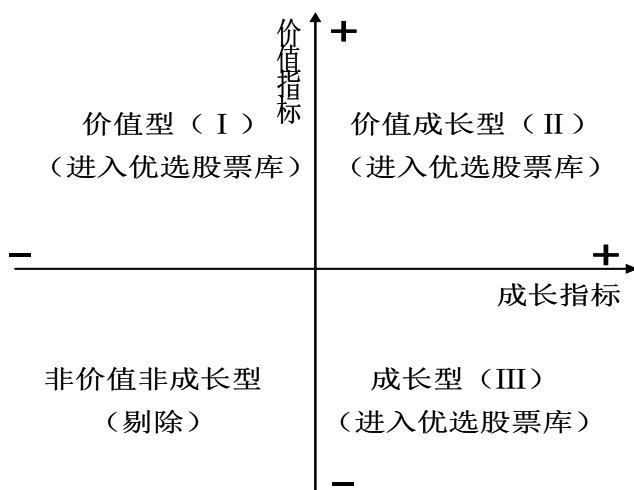 价值指标
+
价值型（Ⅰ）
（进入优选股票库）
价值成长型（Ⅱ）
（进入优选股票库）
−
+
成长指标
非价值非成长型
（剔除）
成长型（Ⅲ）
（进入优选股票库）
−